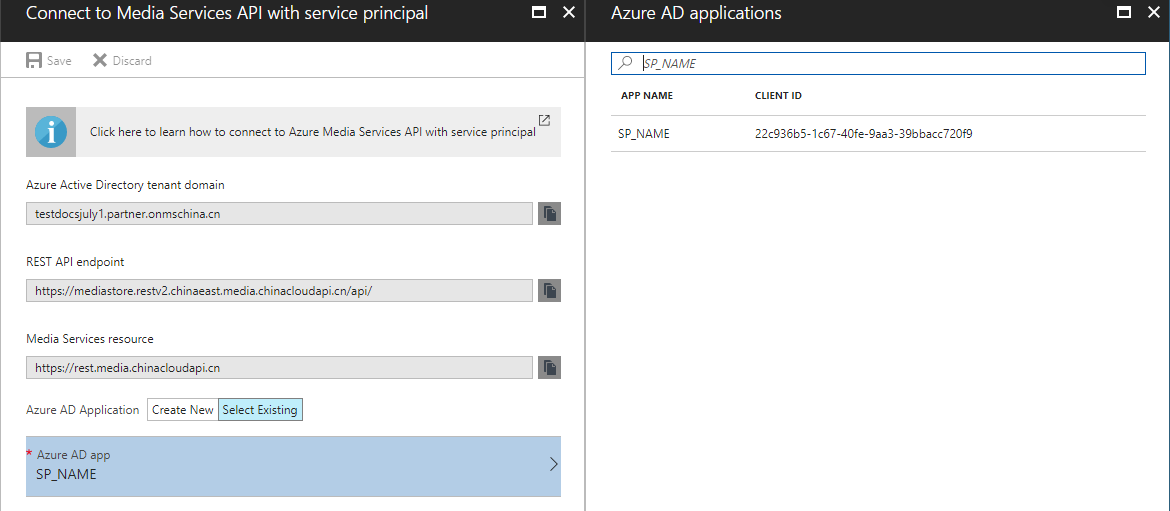 Connect to Media Services API with service principal
Save
Discard
Click here to learn how to connect to Azure Media Services API with service principal
Azure Active Directory tenant domain
testdocsjuly1.partner.onmschina.cn
REST API endpoint
https://mediastore.restv2.chinaeast.media.chinacloudapi.cn/api/
Media Services resource
https://rest.media.chinacloudapi.cn
Azure AD Application Create New Select Existing
* Azure AD app
SP_NAME
Azure AD applications
SP_NAME
APP NAME CLIENT ID
SP_NAME 22c936b5-1c67-40fe-9aa3-39bbacc720f9